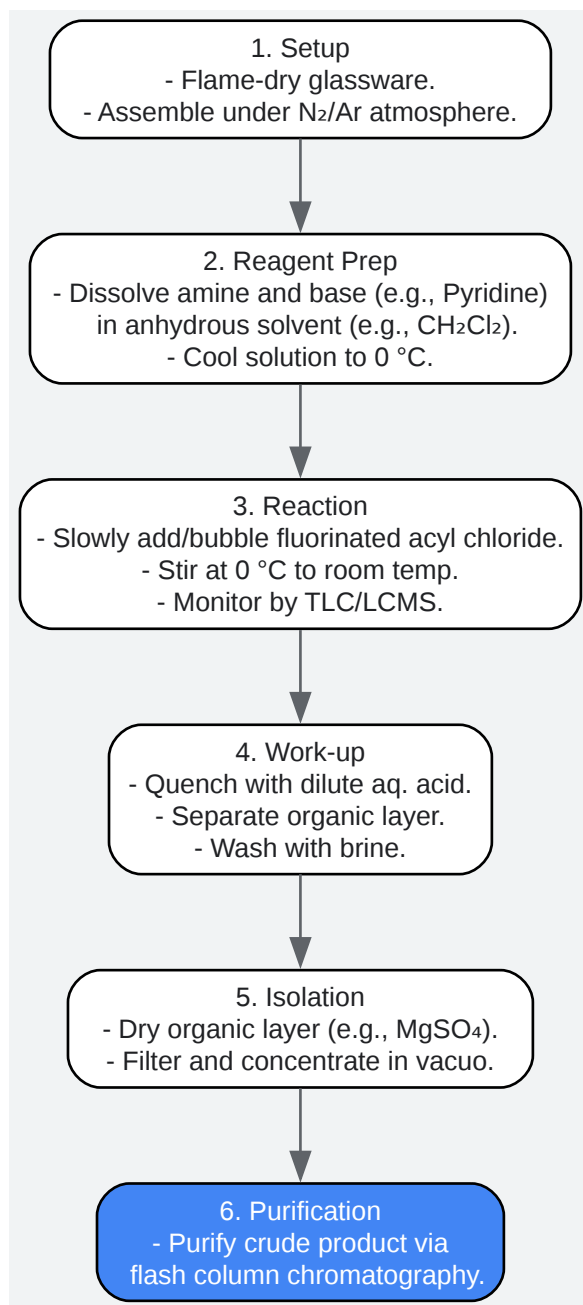 1. Setup
- Flame-dry glassware.
- Assemble under N₂/Ar atmosphere.
2. Reagent Prep
- Dissolve amine and base (e.g., Pyridine)
in anhydrous solvent (e.g., CH₂Cl₂).
- Cool solution to 0 °C.
3. Reaction
- Slowly add/bubble fluorinated acyl chloride.
- Stir at 0 °C to room temp.
- Monitor by TLC/LCMS.
4. Work-up
- Quench with dilute aq. acid.
- Separate organic layer.
- Wash with brine.
5. Isolation
- Dry organic layer (e.g., MgSO₄).
- Filter and concentrate in vacuo.
6. Purification
- Purify crude product via
flash column chromatography.